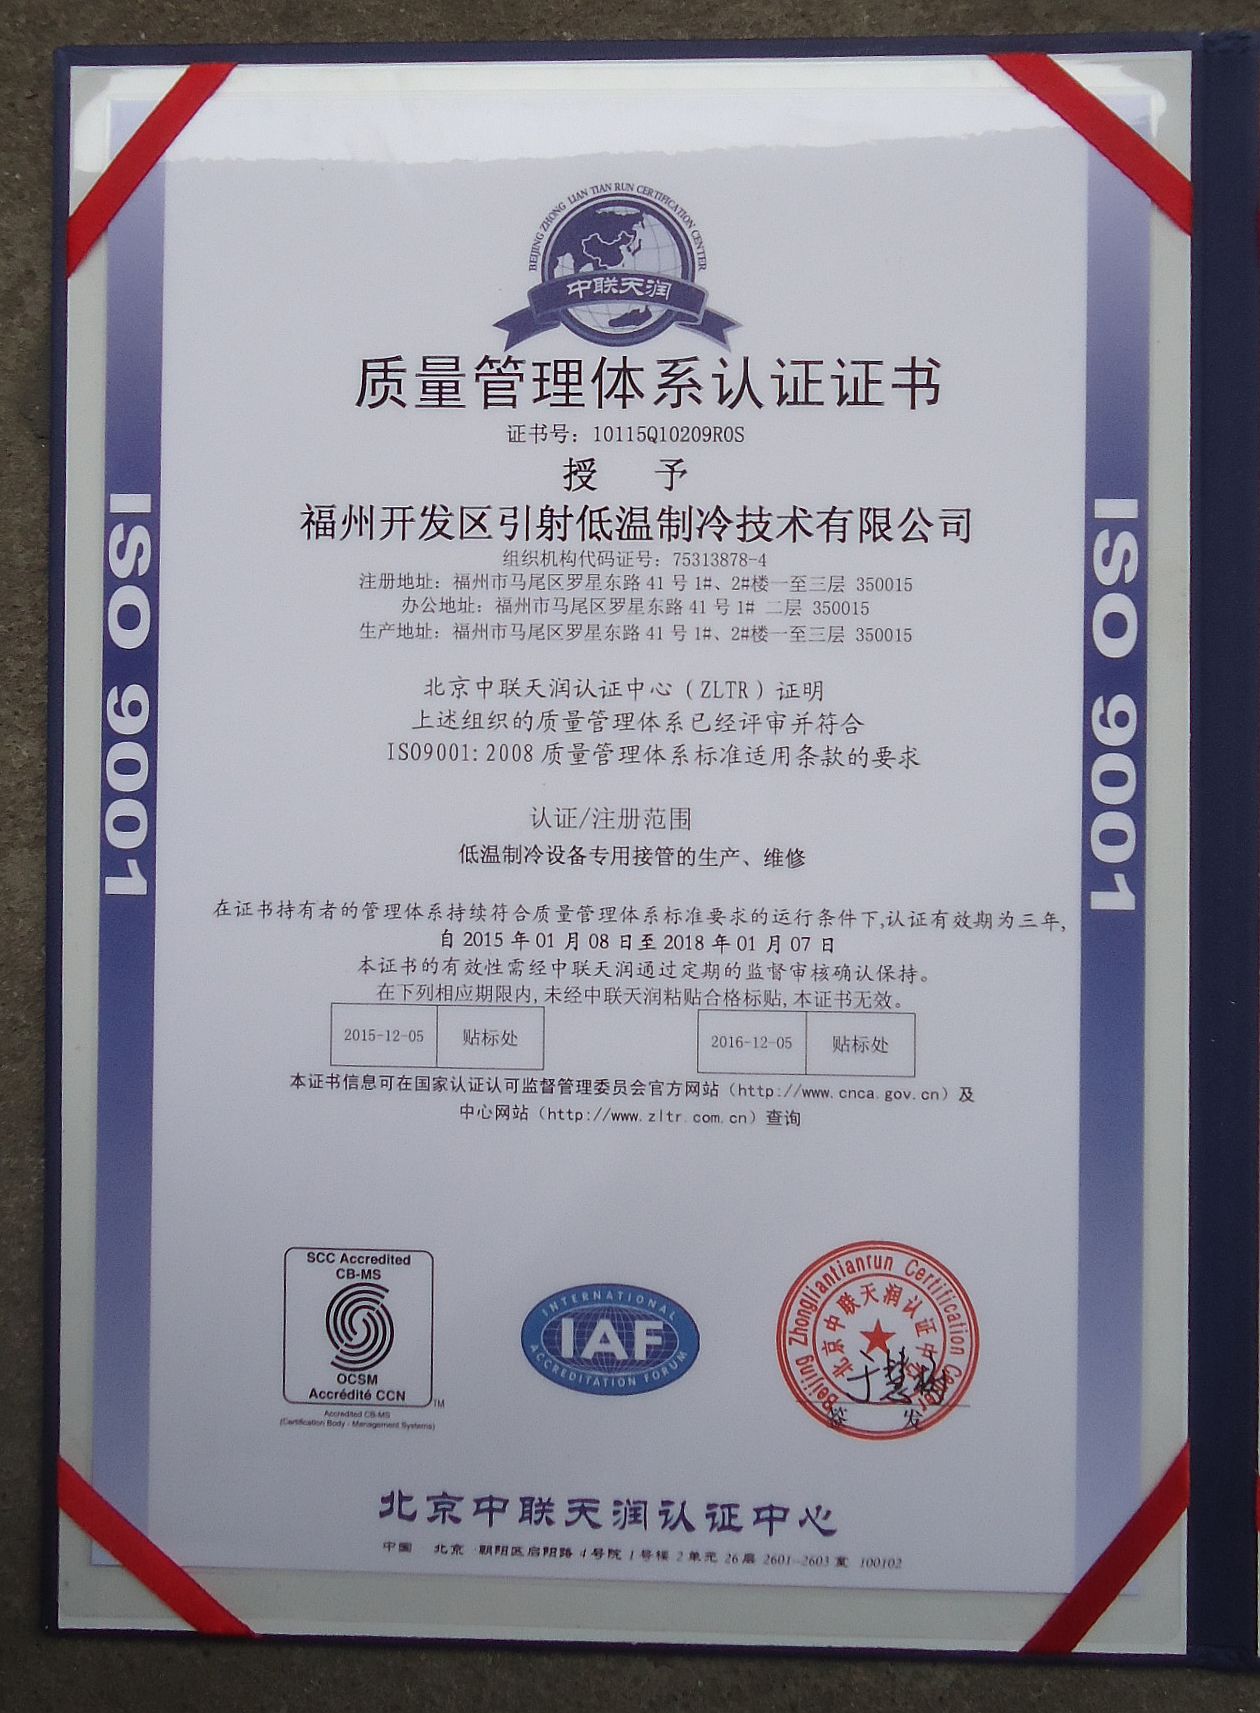 BEIJING ZHONG LIAN TIAN RUN CERTIFICATION CENTER
中联天润
质量管理体系认证证书
证书号：10115Q10209R0S
授 予
福州开发区引射低温制冷技术有限公司
组织机构代码证号：75313878-4
注册地址：福州市马尾区罗星东路 41 号 1#、2#楼一至三层 350015
办公地址：福州市马尾区罗星东路 41 号 1# 二层 350015
生产地址：福州市马尾区罗星东路 41 号 1#、2#楼一至三层 350015
北京中联天润认证中心（ZLTR）证明
上述组织的质量管理体系已经评审并符合
ISO9001:2008 质量管理体系标准适用条款的要求
认证/注册范围
低温制冷设备专用接管的生产、维修
在证书持有者的管理体系持续符合质量管理体系标准要求的运行条件下,认证有效期为三年,
自 2015 年 01 月 08 日至 2018 年 01 月 07 日
本证书的有效性需经中联天润通过定期的监督审核确认保持。
在下列相应期限内,未经中联天润粘贴合格标贴,本证书无效。
2015-12-05 贴标处 2016-12-05 贴标处
本证书信息可在国家认证认可监督管理委员会官方网站（http://www.cnca.gov.cn）及
中心网站（http://www.zltr.com.cn）查询
ISO 9001
ISO 9001
SCC Accredited
CB-MS
OCSM
Accrédité CCN
TM
Accredited CB-MS
(Certification Body - Management Systems)
INTERNATIONAL
IAF
ACCREDITATION FORUM
Beijing Zhongliantianrun Certification Center
北京中联天润认证中心
于慧梅
签 发
北京中联天润认证中心
中国 北京 朝阳区启阳路 4 号院 1 号楼 2 单元 26 层 2601-2603 室 100102